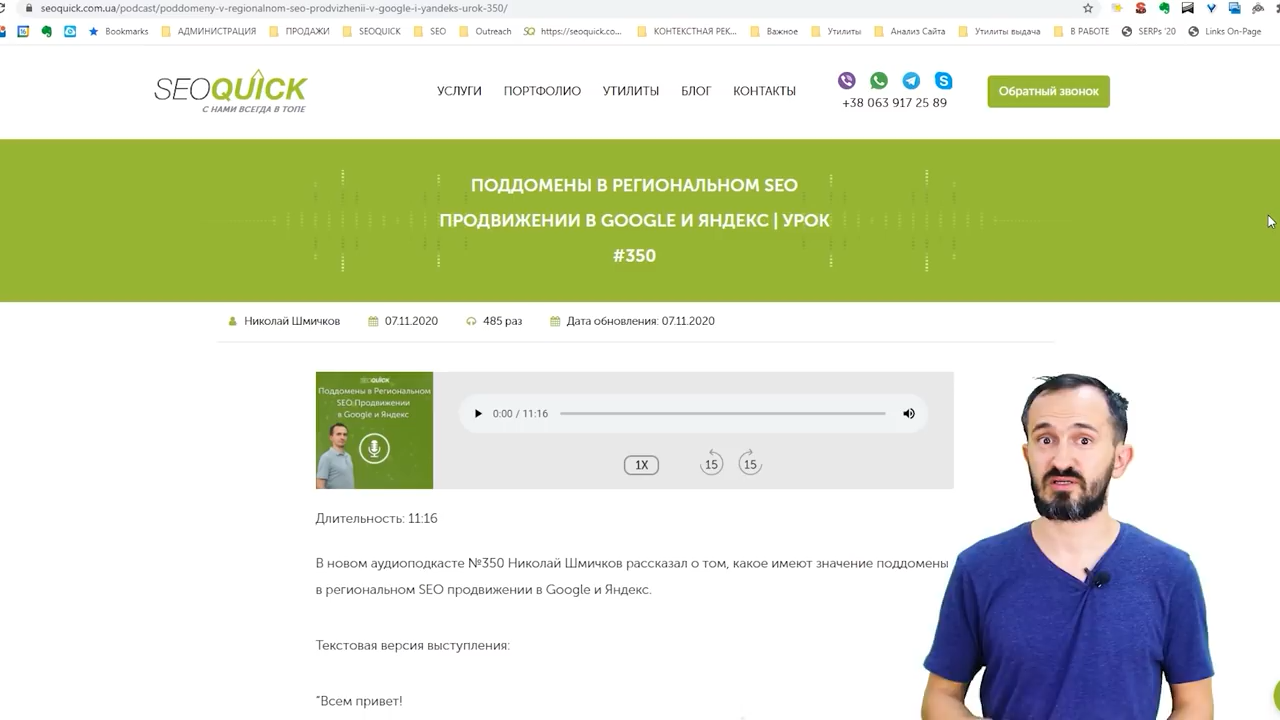 seoquick.com.ua/podcast/poddomeny-v-regionalnom-seo-prodvizhenii-v-google-i-yandeks-urok-350/
Bookmarks АДМИНИСТРАЦИЯ ПРОДАЖИ SEOQUICK SEO Outreach https://seoquick.co... КОНТЕКСТНАЯ РЕК... Важное Утилиты Анализ Сайта Утилиты выдача В РАБОТЕ SERPs '20 Links On-Page
SEOQUICK
С НАМИ ВСЕГДА В ТОПЕ
УСЛУГИ ПОРТФОЛИО УТИЛИТЫ БЛОГ КОНТАКТЫ
+38 063 917 25 89
Обратный звонок
ПОДДОМЕНЫ В РЕГИОНАЛЬНОМ SEO
ПРОДВИЖЕНИИ В GOOGLE И ЯНДЕКС | УРОК
#350
Николай Шмичков 07.11.2020 485 раз Дата обновления: 07.11.2020
SEOQUICK
Поддомены в Региональном
SEO-Продвижении
в Google и Яндекс
0:00 / 11:16
1X 15 15
Длительность: 11:16
В новом аудиоподкасте №350 Николай Шмичков рассказал о том, какое имеют значение поддомены
в региональном SEO продвижении в Google и Яндекс.
Текстовая версия выступления:
"Всем привет!